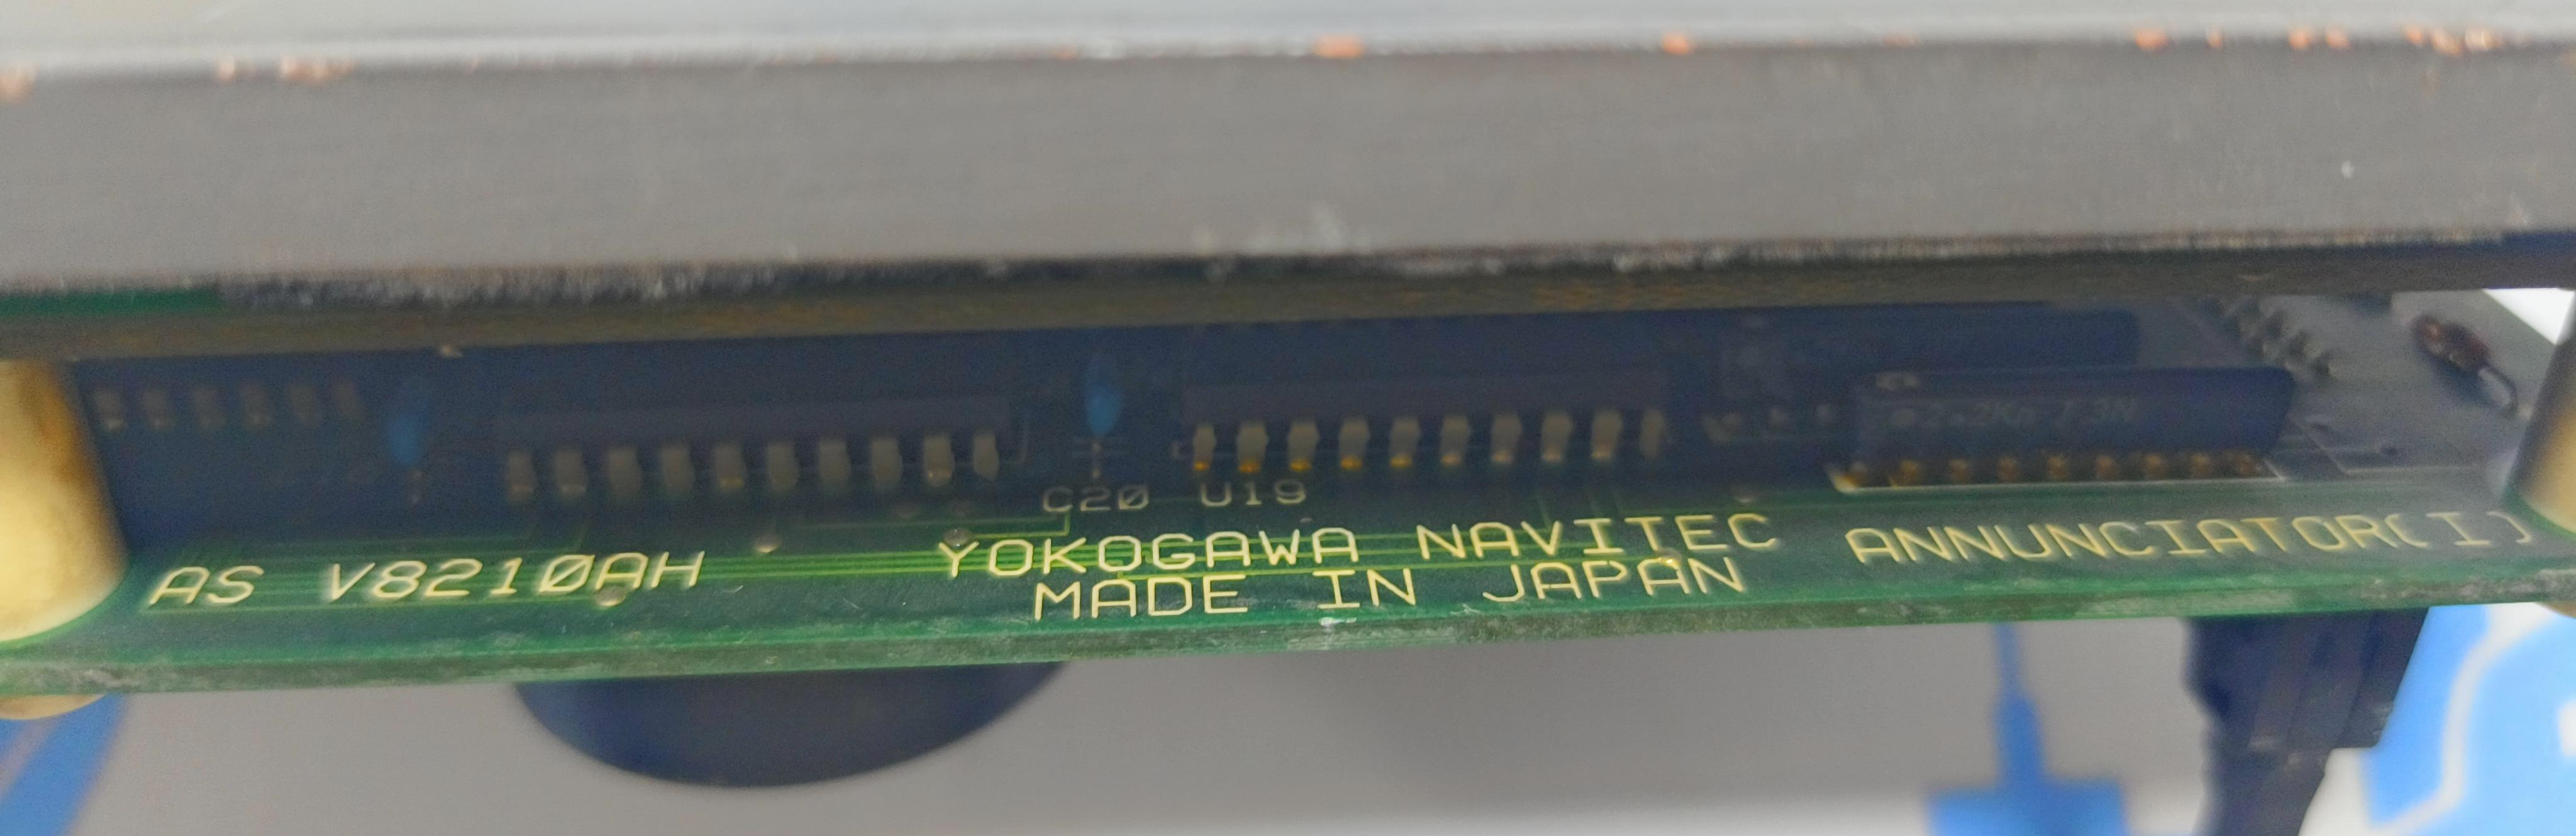 C20 U19
AS V8210AH YOKOGAWA NAVITEC ANNUNCIATOR(I)
MADE IN JAPAN